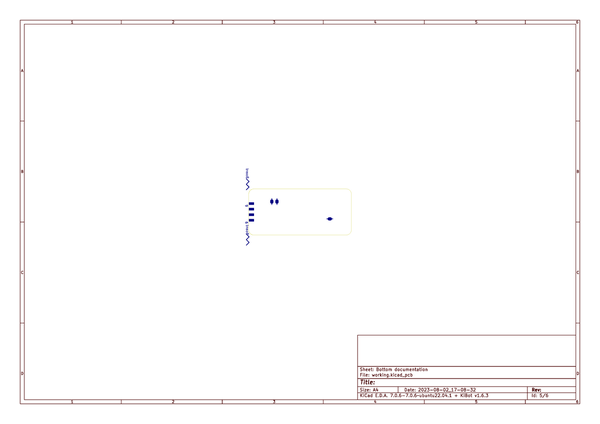 1 2 3 4 5 6
A A
B B
C C
D D
Sheet: Bottom documentation
File: working.kicad_pcb
Title:
Size: A4 Date: 2023-08-02_17-08-32 Rev:
KiCad E.D.A. 7.0.6-7.0.6~ubuntu22.04.1 + KiBot v1.6.3 Id: 5/6
1 2 3 4 5 6